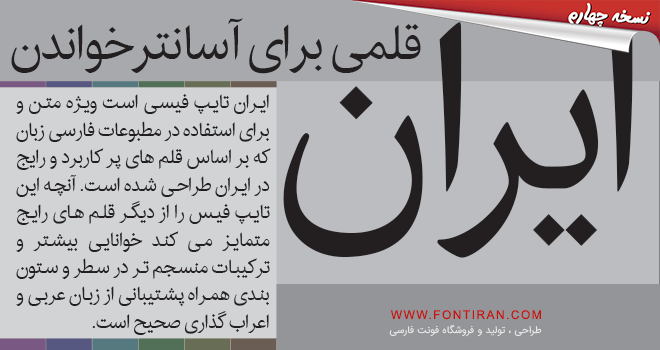 نسخه چهارم
قلمی برای آسانتر خواندن
ایران
ایران تایپ فیسی است ویژه متن و
برای استفاده در مطبوعات فارسی زبان
که بر اساس قلم های پر کاربرد و رایج
در ایران طراحی شده است. آنچه این
تایپ فیس را از دیگر قلم های رایج
متمایز می کند خوانایی بیشتر و
ترکیبات منسجم تر در سطر و ستون
بندی همراه پشتیبانی از زبان عربی و
اعراب گذاری صحیح است.
WWW.FONTIRAN.COM
طراحی ، تولید و فروشگاه فونت فارسی